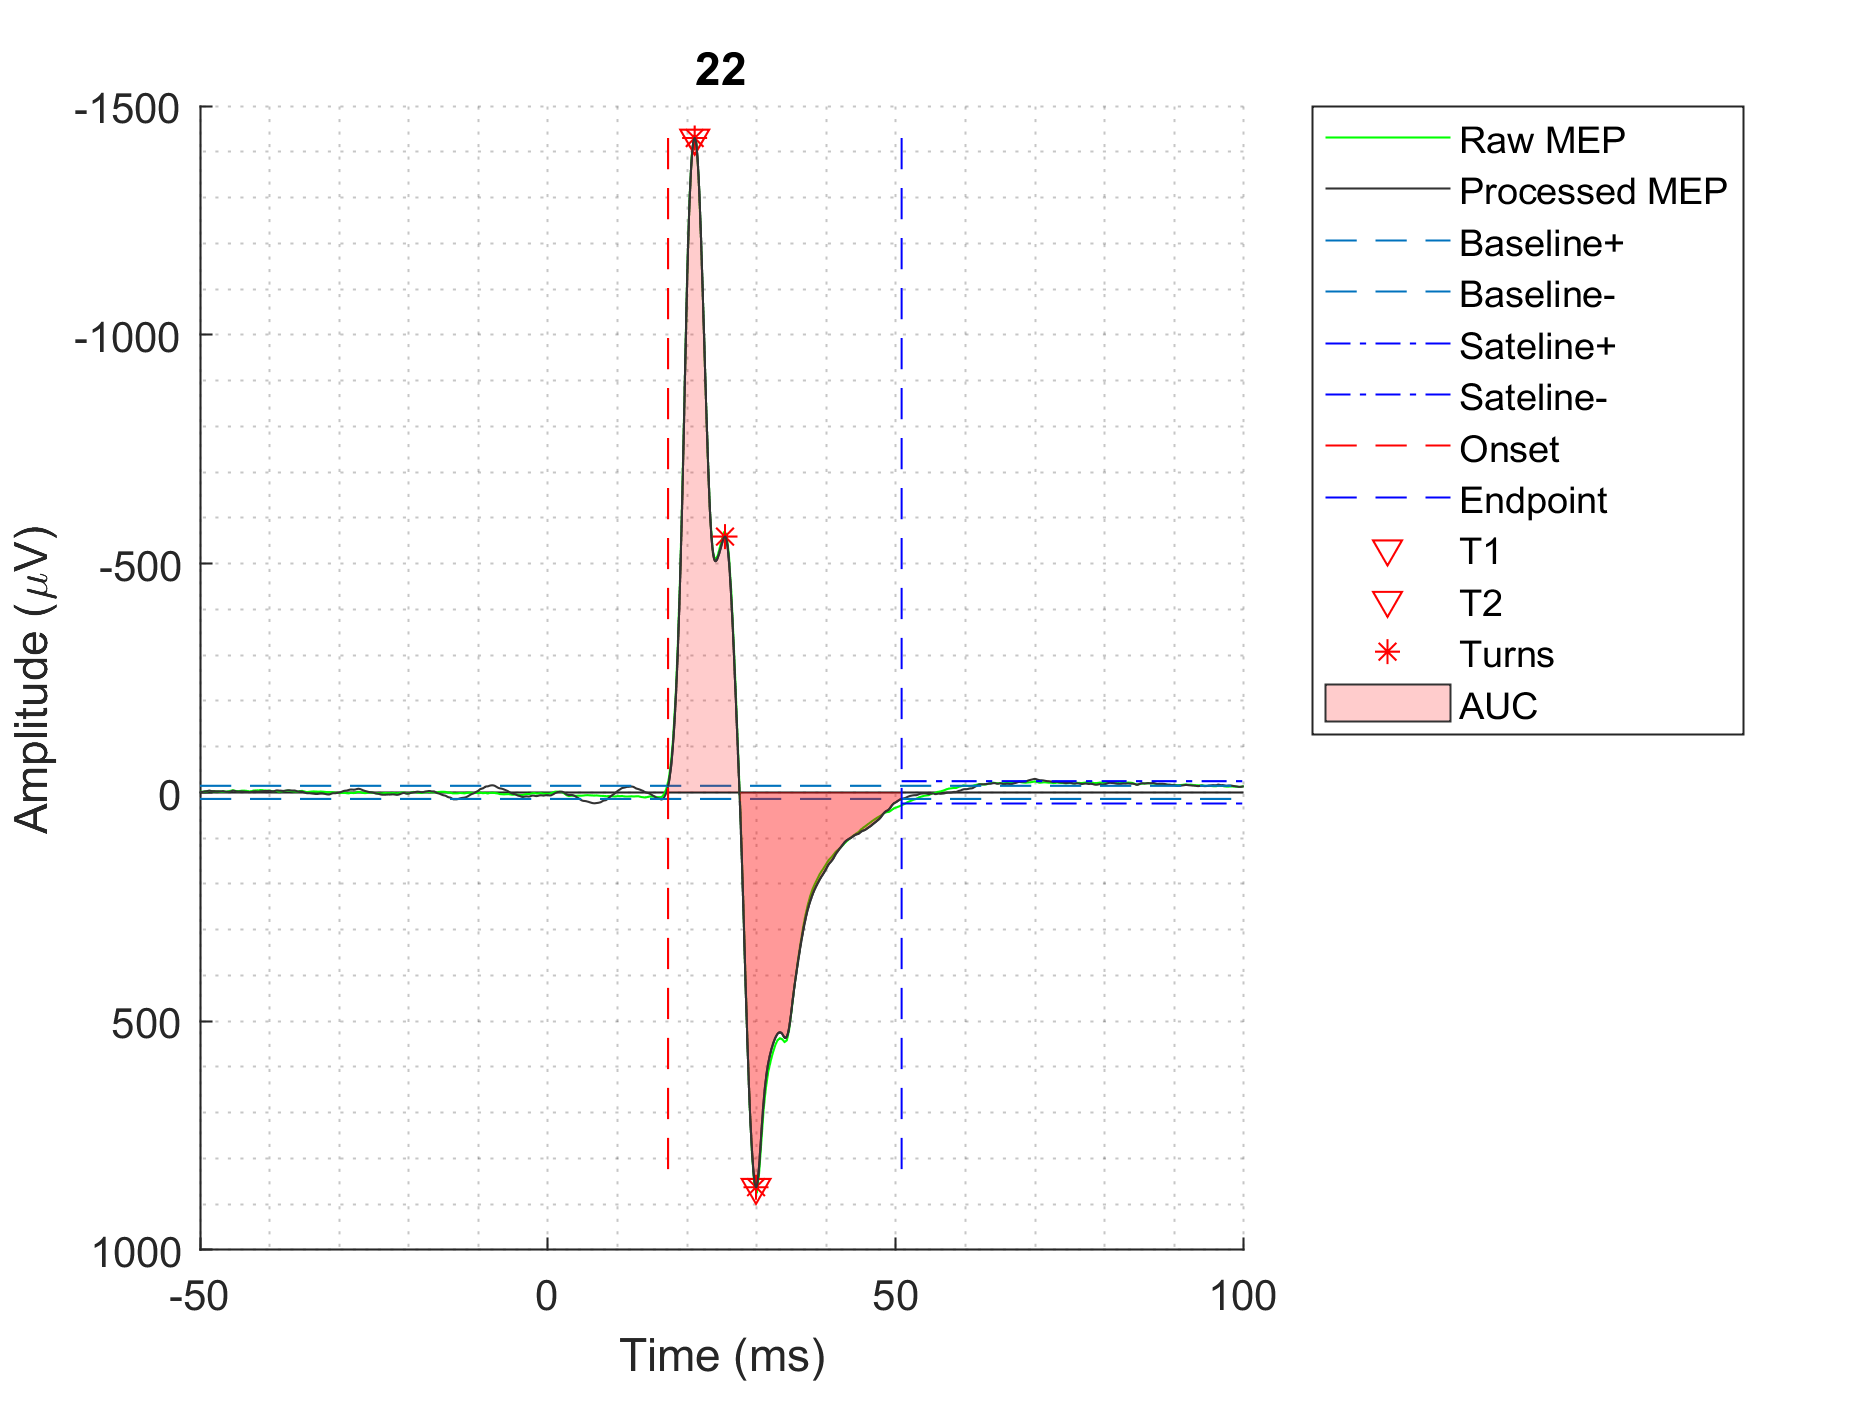 22
-1500
-1000
-500
0
500
1000
Amplitude (μV)
-50 0 50 100
Time (ms)
Raw MEP
Processed MEP
Baseline+
Baseline-
Sateline+
Sateline-
Onset
Endpoint
T1
T2
Turns
AUC